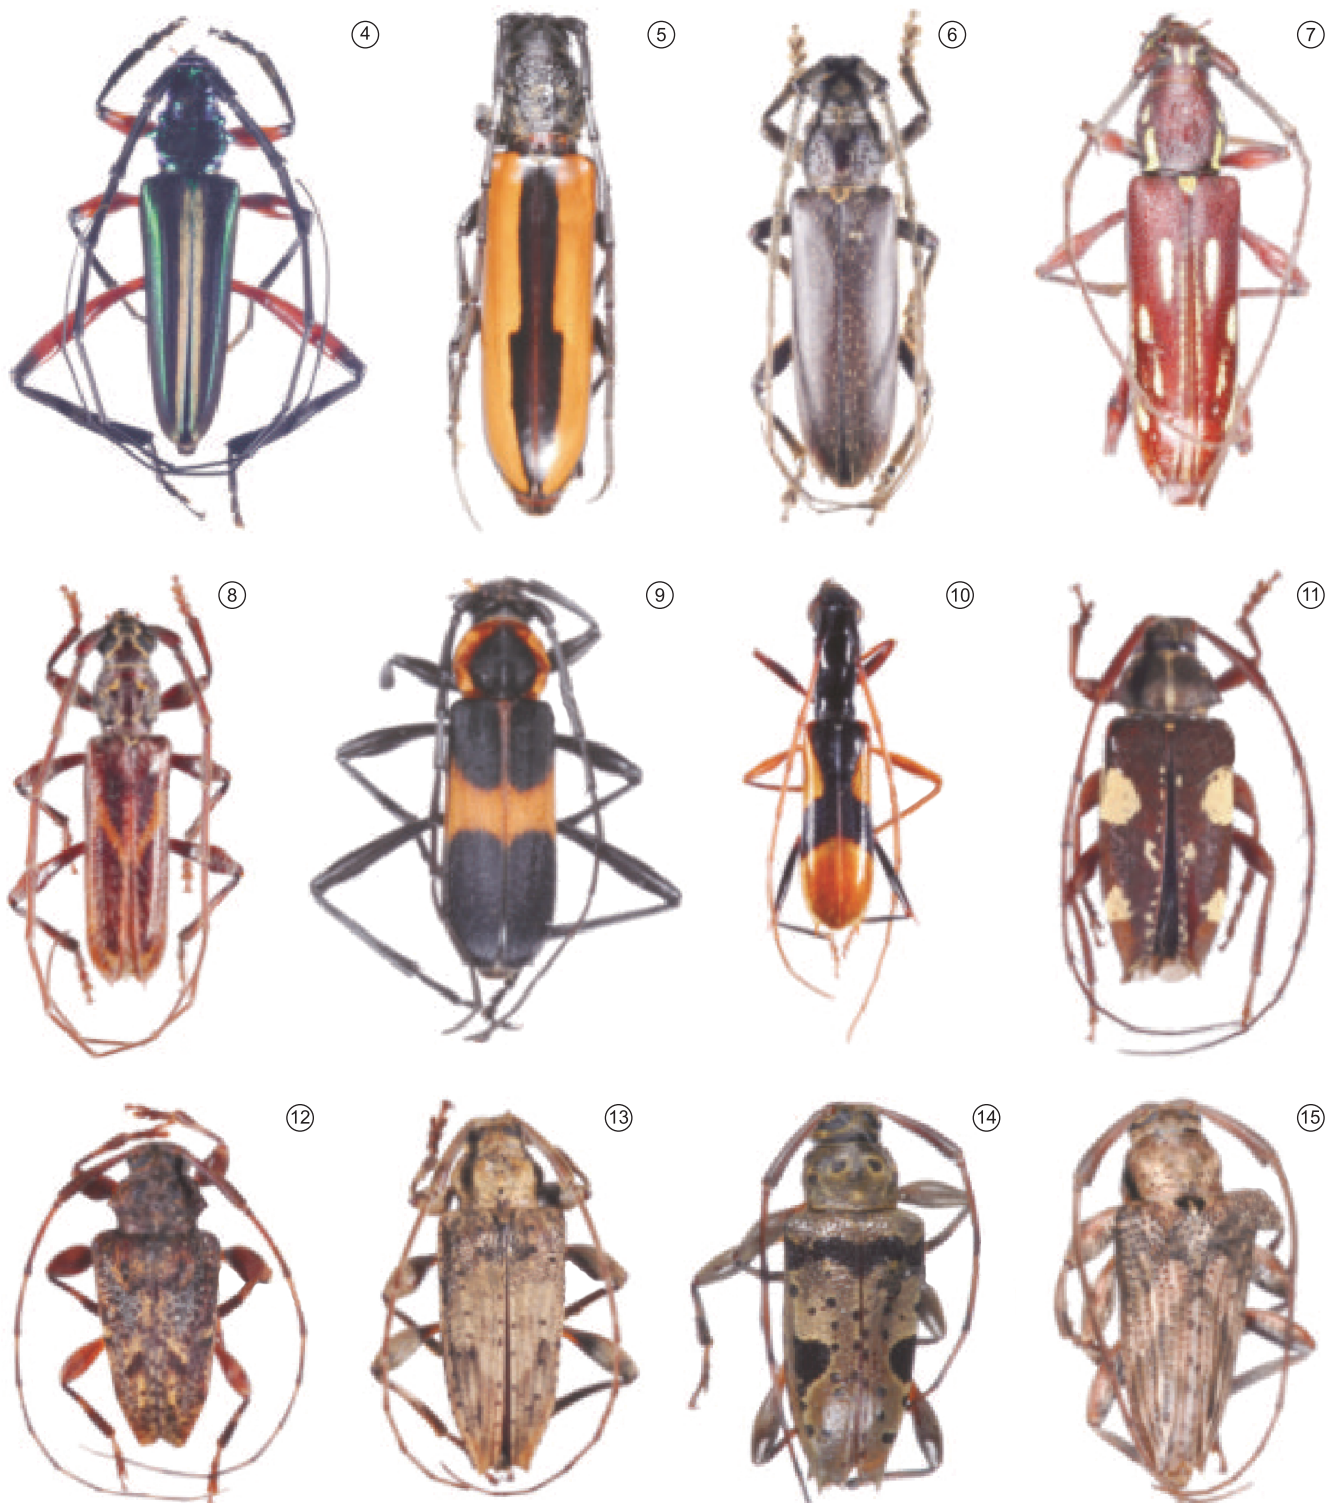 ④ ⑤ ⑥ ⑦
⑧ ⑨ ⑩ ⑪
⑫ ⑬ ⑭ ⑮